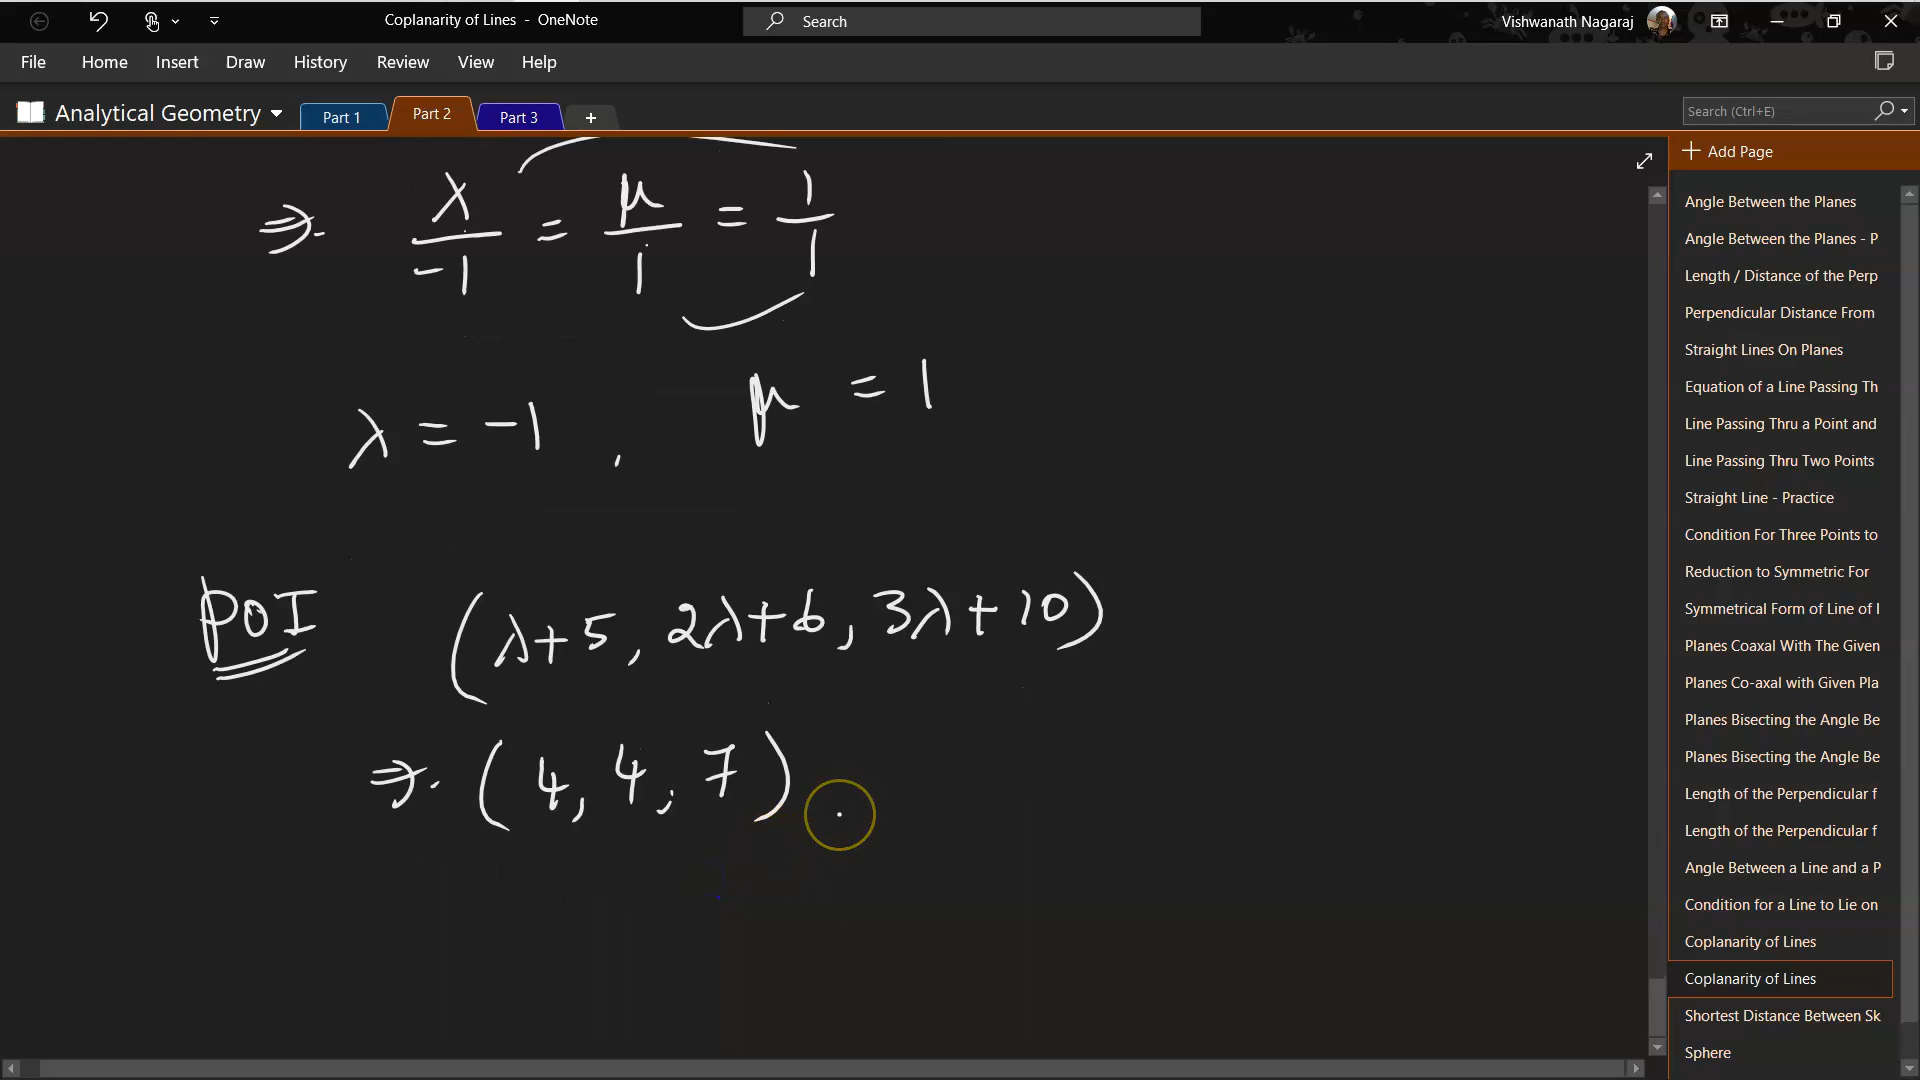 Coplanarity of Lines - OneNote
Search
Vishwanath Nagaraj
File Home Insert Draw History Review View Help
Analytical Geometry
Part 1
Part 2
Part 3
+
Search (Ctrl+E)
Add Page
⇒. λ/-1 = μ/1 = 1/1
λ = -1 , μ = 1
POI (λ+5, 2λ+6, 3λ+10)
⇒. (4, 4, 7)
Angle Between the Planes
Angle Between the Planes - P
Length / Distance of the Perp
Perpendicular Distance From
Straight Lines On Planes
Equation of a Line Passing Th
Line Passing Thru a Point and
Line Passing Thru Two Points
Straight Line - Practice
Condition For Three Points to
Reduction to Symmetric For
Symmetrical Form of Line of I
Planes Coaxal With The Given
Planes Co-axal with Given Pla
Planes Bisecting the Angle Be
Planes Bisecting the Angle Be
Length of the Perpendicular f
Length of the Perpendicular f
Angle Between a Line and a P
Condition for a Line to Lie on
Coplanarity of Lines
Coplanarity of Lines
Shortest Distance Between Sk
Sphere